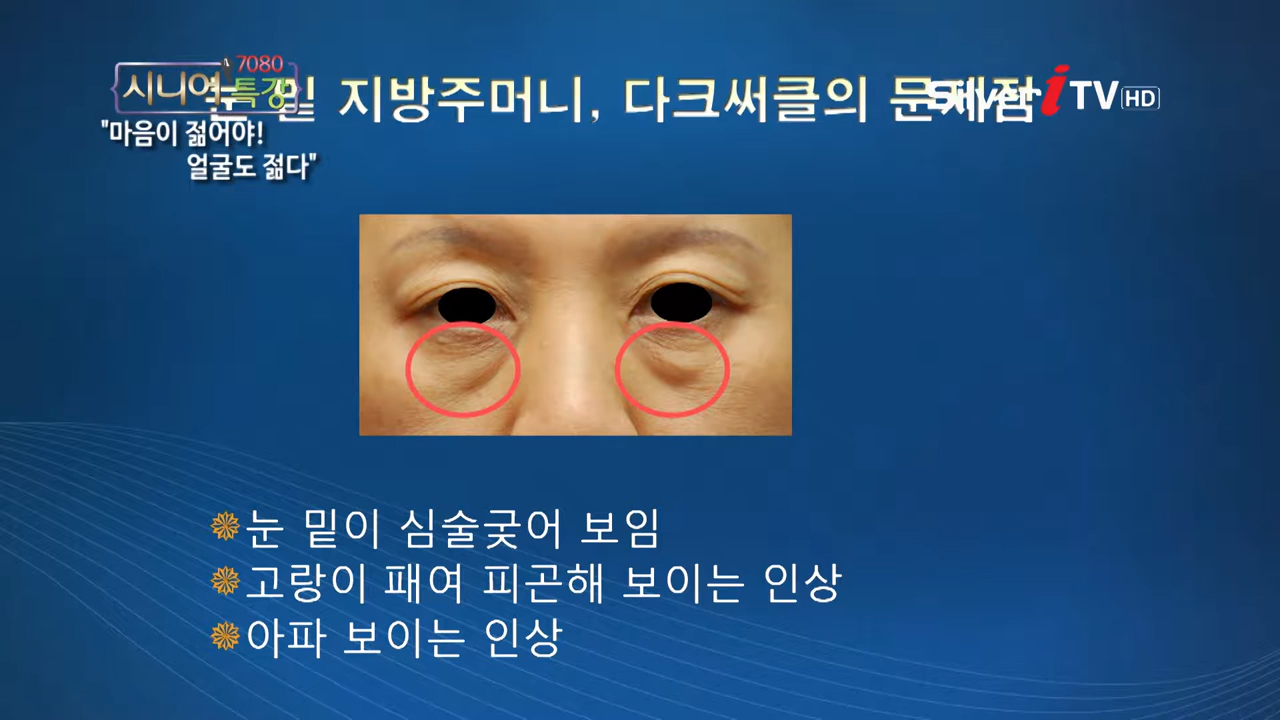 7080
시니어 특강
"마음이 젊어야!
얼굴도 젊다"
눈 밑 지방주머니, 다크써클의 문제점
Silver i TV HD
눈 밑이 심술궂어 보임
고랑이 패여 피곤해 보이는 인상
아파 보이는 인상